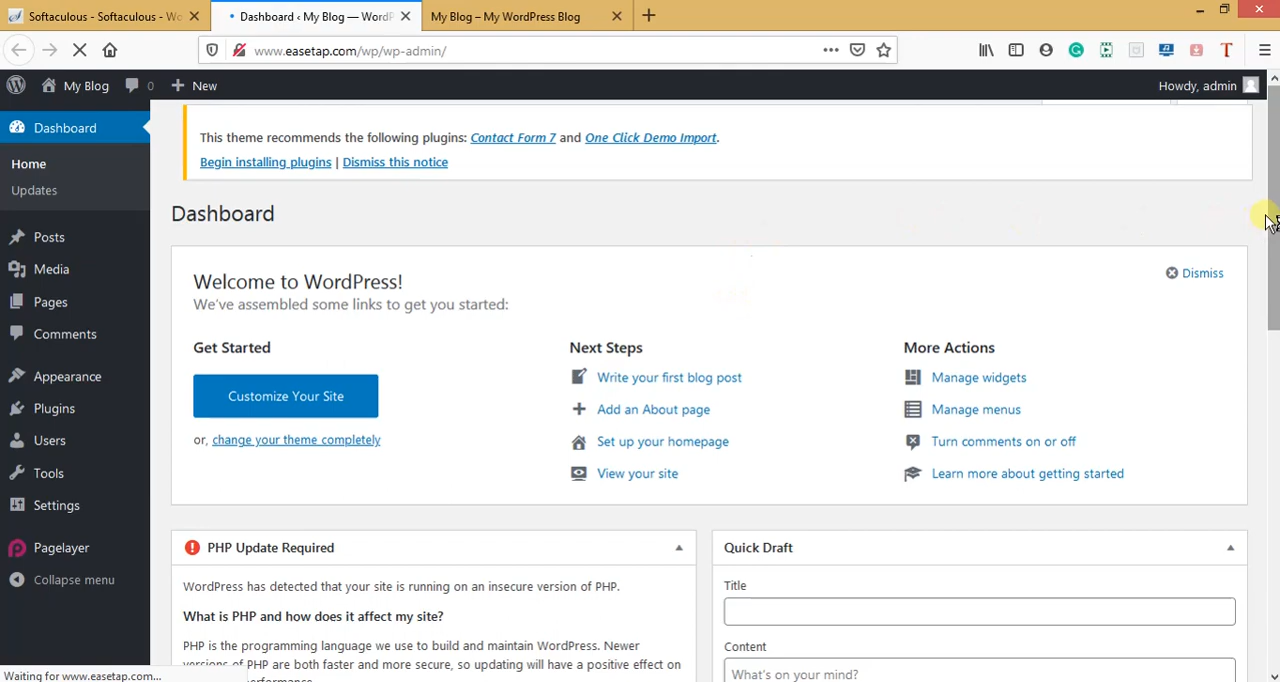 Softaculous - Softaculous - Wo
Dashboard ‹ My Blog — WordP
My Blog – My WordPress Blog
www.easetap.com/wp/wp-admin/
My Blog
0
New
Howdy, admin
Dashboard
Home
Updates
Posts
Media
Pages
Comments
Appearance
Plugins
Users
Tools
Settings
Pagelayer
Collapse menu
This theme recommends the following plugins: Contact Form 7 and One Click Demo Import.
Begin installing plugins | Dismiss this notice
Dashboard
Welcome to WordPress!
Dismiss
We've assembled some links to get you started:
Get Started
Customize Your Site
or, change your theme completely
Next Steps
Write your first blog post
Add an About page
Set up your homepage
View your site
More Actions
Manage widgets
Manage menus
Turn comments on or off
Learn more about getting started
PHP Update Required
WordPress has detected that your site is running on an insecure version of PHP.
What is PHP and how does it affect my site?
PHP is the programming language we use to build and maintain WordPress. Newer
versions of PHP are both faster and more secure, so updating will have a positive effect on
Quick Draft
Title
Content
What's on your mind?
Waiting for www.easetap.com...